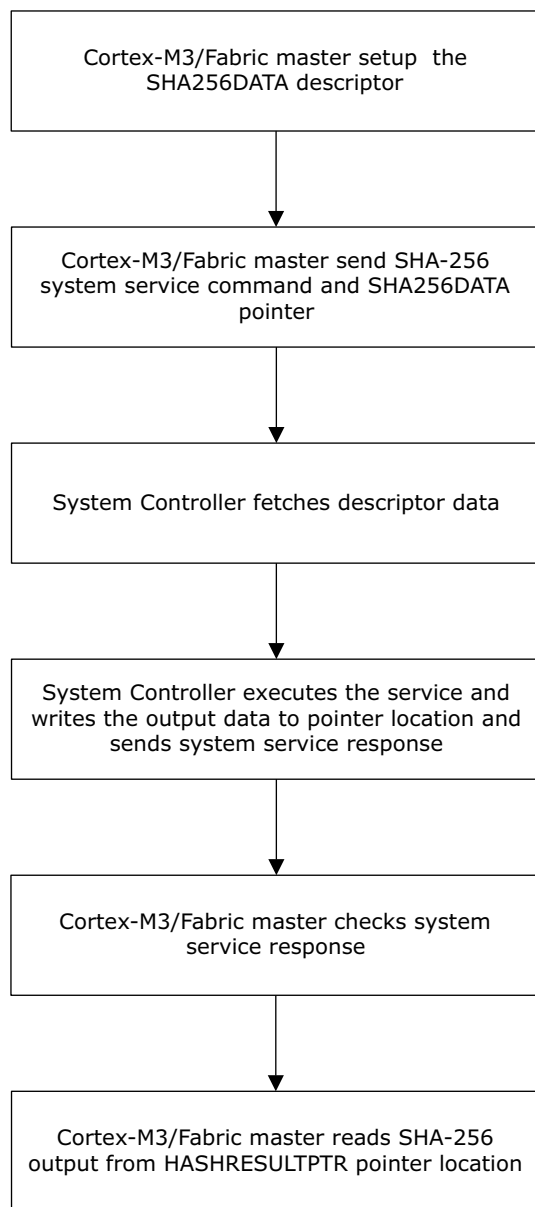 Cortex-M3/Fabric master setup the
SHA256DATA descriptor
Cortex-M3/Fabric master send SHA-256
system service command and SHA256DATA
pointer
System Controller fetches descriptor data
System Controller executes the service and
writes the output data to pointer location and
sends system service response
Cortex-M3/Fabric master checks system
service response
Cortex-M3/Fabric master reads SHA-256
output from HASHRESULTPTR pointer location